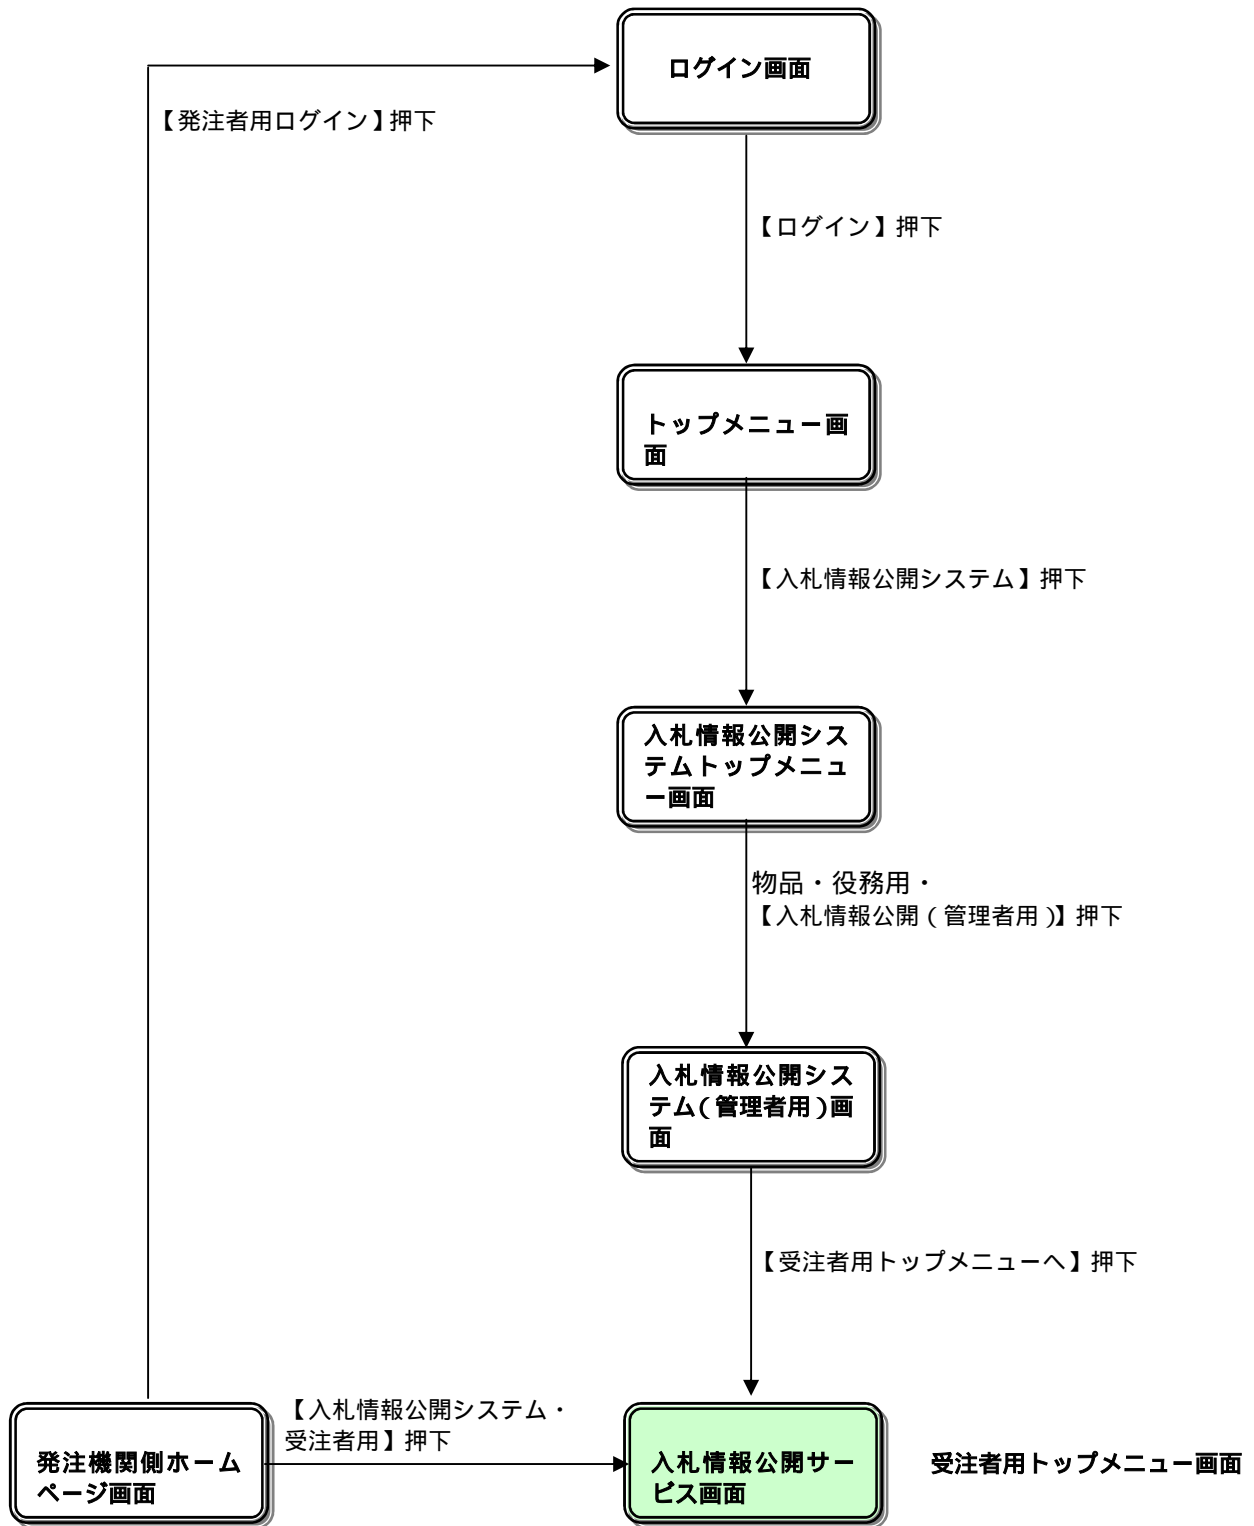 ログイン画面
【発注者用ログイン】押下
【ログイン】押下
トップメニュー画
面
【入札情報公開システム】押下
入札情報公開シス
テムトップメニュ
ー画面
物品・役務用・
【入札情報公開(管理者用)】押下
入札情報公開シス
テム(管理者用)画
面
【受注者用トップメニューへ】押下
【入札情報公開システム・
受注者用】押下
発注機関側ホーム
ページ画面
入札情報公開サー
ビス画面
受注者用トップメニュー画面